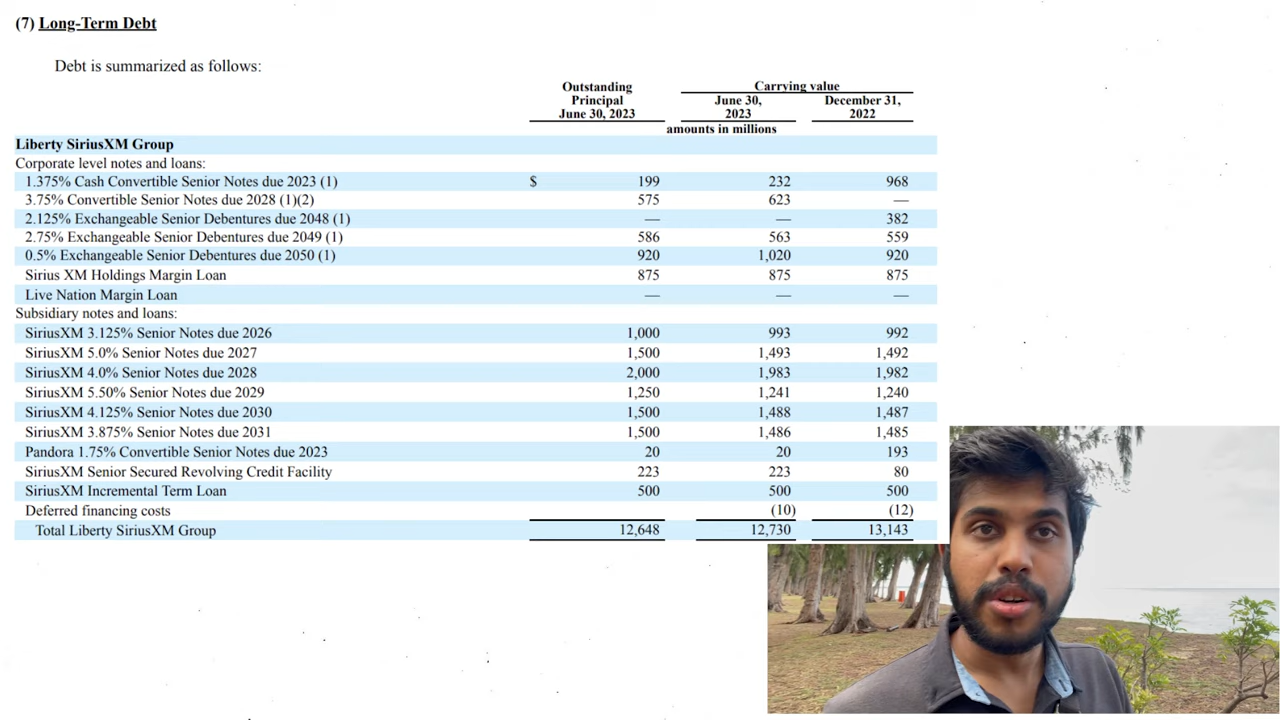 (7) Long-Term Debt
Debt is summarized as follows:
Outstanding Principal June 30, 2023
Carrying value
June 30, 2023
December 31, 2022
amounts in millions
Liberty SiriusXM Group
Corporate level notes and loans:
1.375% Cash Convertible Senior Notes due 2023 (1) $ 199 232 968
3.75% Convertible Senior Notes due 2028 (1)(2) 575 623 —
2.125% Exchangeable Senior Debentures due 2048 (1) — — 382
2.75% Exchangeable Senior Debentures due 2049 (1) 586 563 559
0.5% Exchangeable Senior Debentures due 2050 (1) 920 1,020 920
Sirius XM Holdings Margin Loan 875 875 875
Live Nation Margin Loan — — —
Subsidiary notes and loans:
SiriusXM 3.125% Senior Notes due 2026 1,000 993 992
SiriusXM 5.0% Senior Notes due 2027 1,500 1,493 1,492
SiriusXM 4.0% Senior Notes due 2028 2,000 1,983 1,982
SiriusXM 5.50% Senior Notes due 2029 1,250 1,241 1,240
SiriusXM 4.125% Senior Notes due 2030 1,500 1,488 1,487
SiriusXM 3.875% Senior Notes due 2031 1,500 1,486 1,485
Pandora 1.75% Convertible Senior Notes due 2023 20 20 193
SiriusXM Senior Secured Revolving Credit Facility 223 223 80
SiriusXM Incremental Term Loan 500 500 500
Deferred financing costs (10) (12)
Total Liberty SiriusXM Group 12,648 12,730 13,143